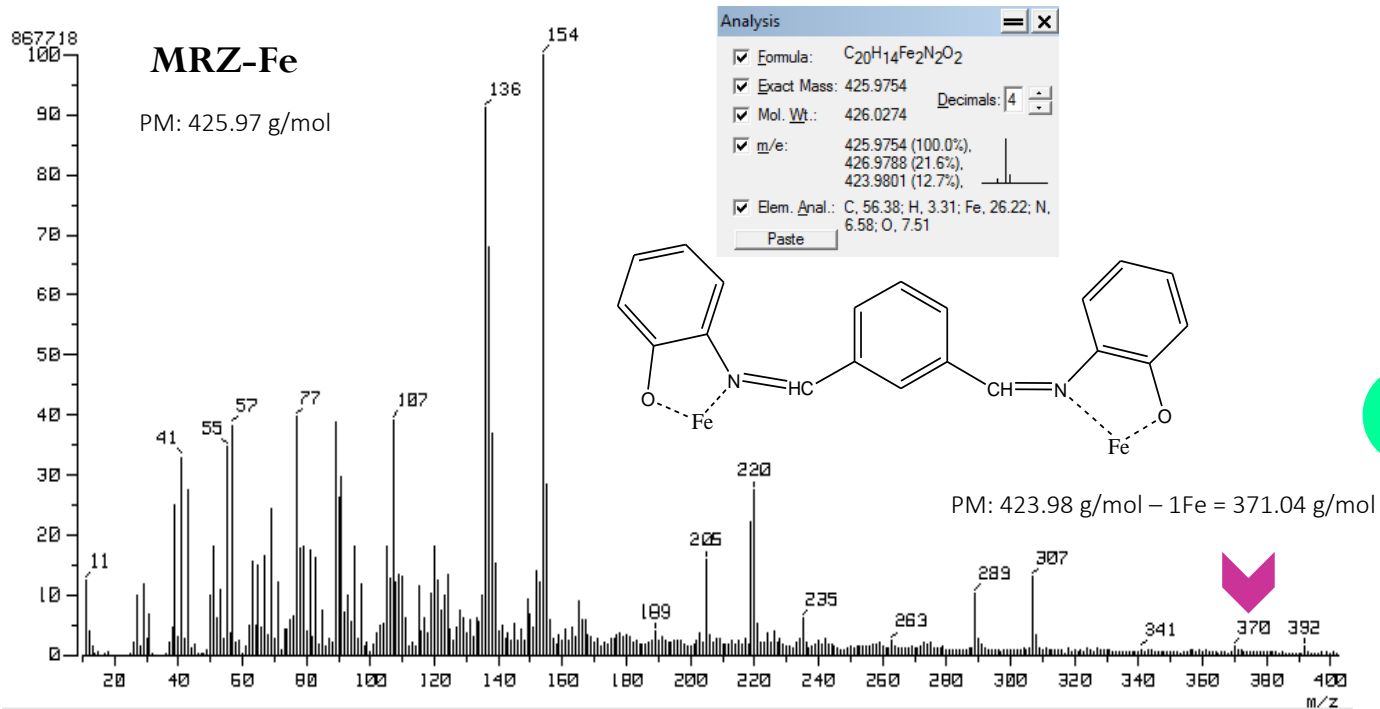 MRZ-Fe
PM: 425.97 g/mol
Analysis
Formula: C20H14Fe2N2O2
Exact Mass: 425.9754
Decimals: 4
Mol. Wt.: 426.0274
m/e: 425.9754 (100.0%),
426.9788 (21.6%),
423.9801 (12.7%),
Elem. Anal.: C, 56.38; H, 3.31; Fe, 26.22; N,
6.58; O, 7.51
Paste
867718
100
90
80
70
60
50
40
30
20
10
0
154
136
41
55
57
77
107
11
189
205
220
235
263
289
307
341
370
392
O
N
HC
Fe
CH
N
O
Fe
PM: 423.98 g/mol – 1Fe = 371.04 g/mol
20 40 60 80 100 120 140 160 180 200 220 240 260 280 300 320 340 360 380 400
m/z